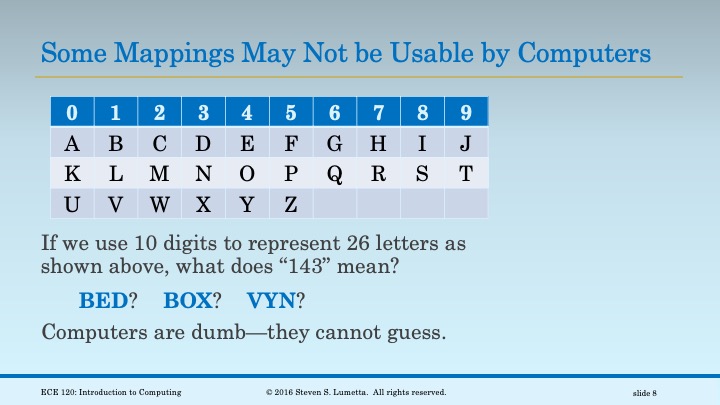 Some Mappings May Not be Usable by Computers
0 1 2 3 4 5 6 7 8 9
A B C D E F G H I J
K L M N O P Q R S T
U V W X Y Z
If we use 10 digits to represent 26 letters as
shown above, what does “143” mean?
BED? BOX? VYN?
Computers are dumb—they cannot guess.
ECE 120: Introduction to Computing © 2016 Steven S. Lumetta. All rights reserved. slide 8